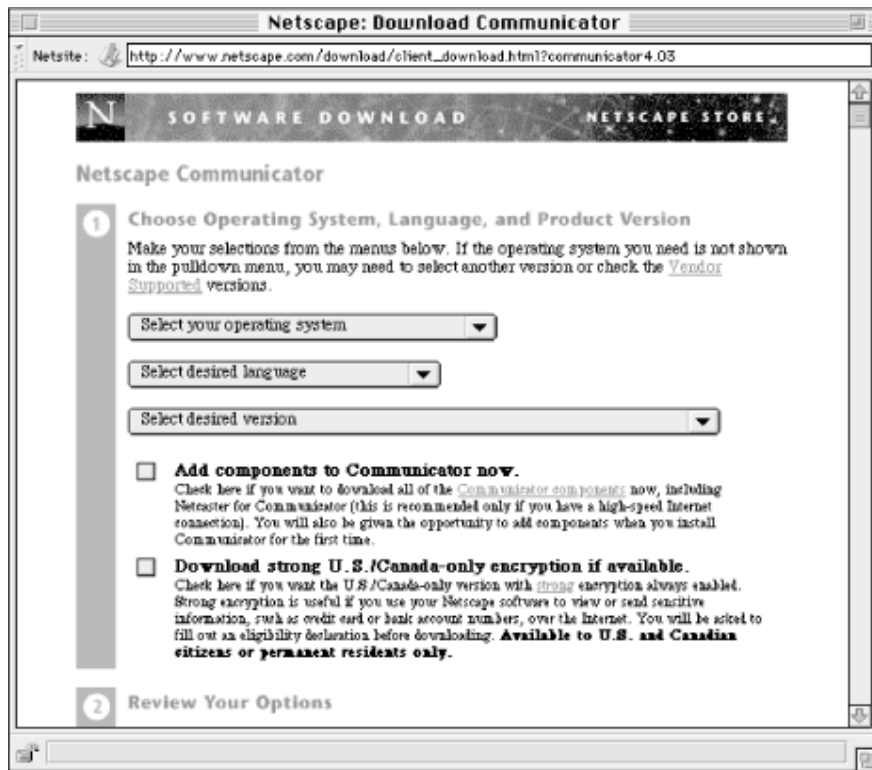 Netscape: Download Communicator
Netsite: http://www.netscape.com/download/client_download.html?communicator4.03
N SOFTWARE DOWNLOAD NETSCAPE STORE
Netscape Communicator
1 Choose Operating System, Language, and Product Version
Make your selections from the menus below. If the operating system you need is not shown
in the pulldown menu, you may need to select another version or check the Vendor
Supported versions.
Select your operating system
Select desired language
Select desired version
Add components to Communicator now.
Check here if you want to download all of the Communicator components now, including
Netcaster for Communicator (this is recommended only if you have a high-speed Internet
connection). You will also be given the opportunity to add components when you install
Communicator for the first time.
Download strong U.S./Canada-only encryption if available.
Check here if you want the U.S./Canada-only version with strong encryption always enabled.
Strong encryption is useful if you use your Netscape software to view or send sensitive
information, such as credit card or bank account numbers, over the Internet. You will be asked to
fill out an eligibility declaration before downloading. Available to U.S. and Canadian
citizens or permanent residents only.
2 Review Your Options